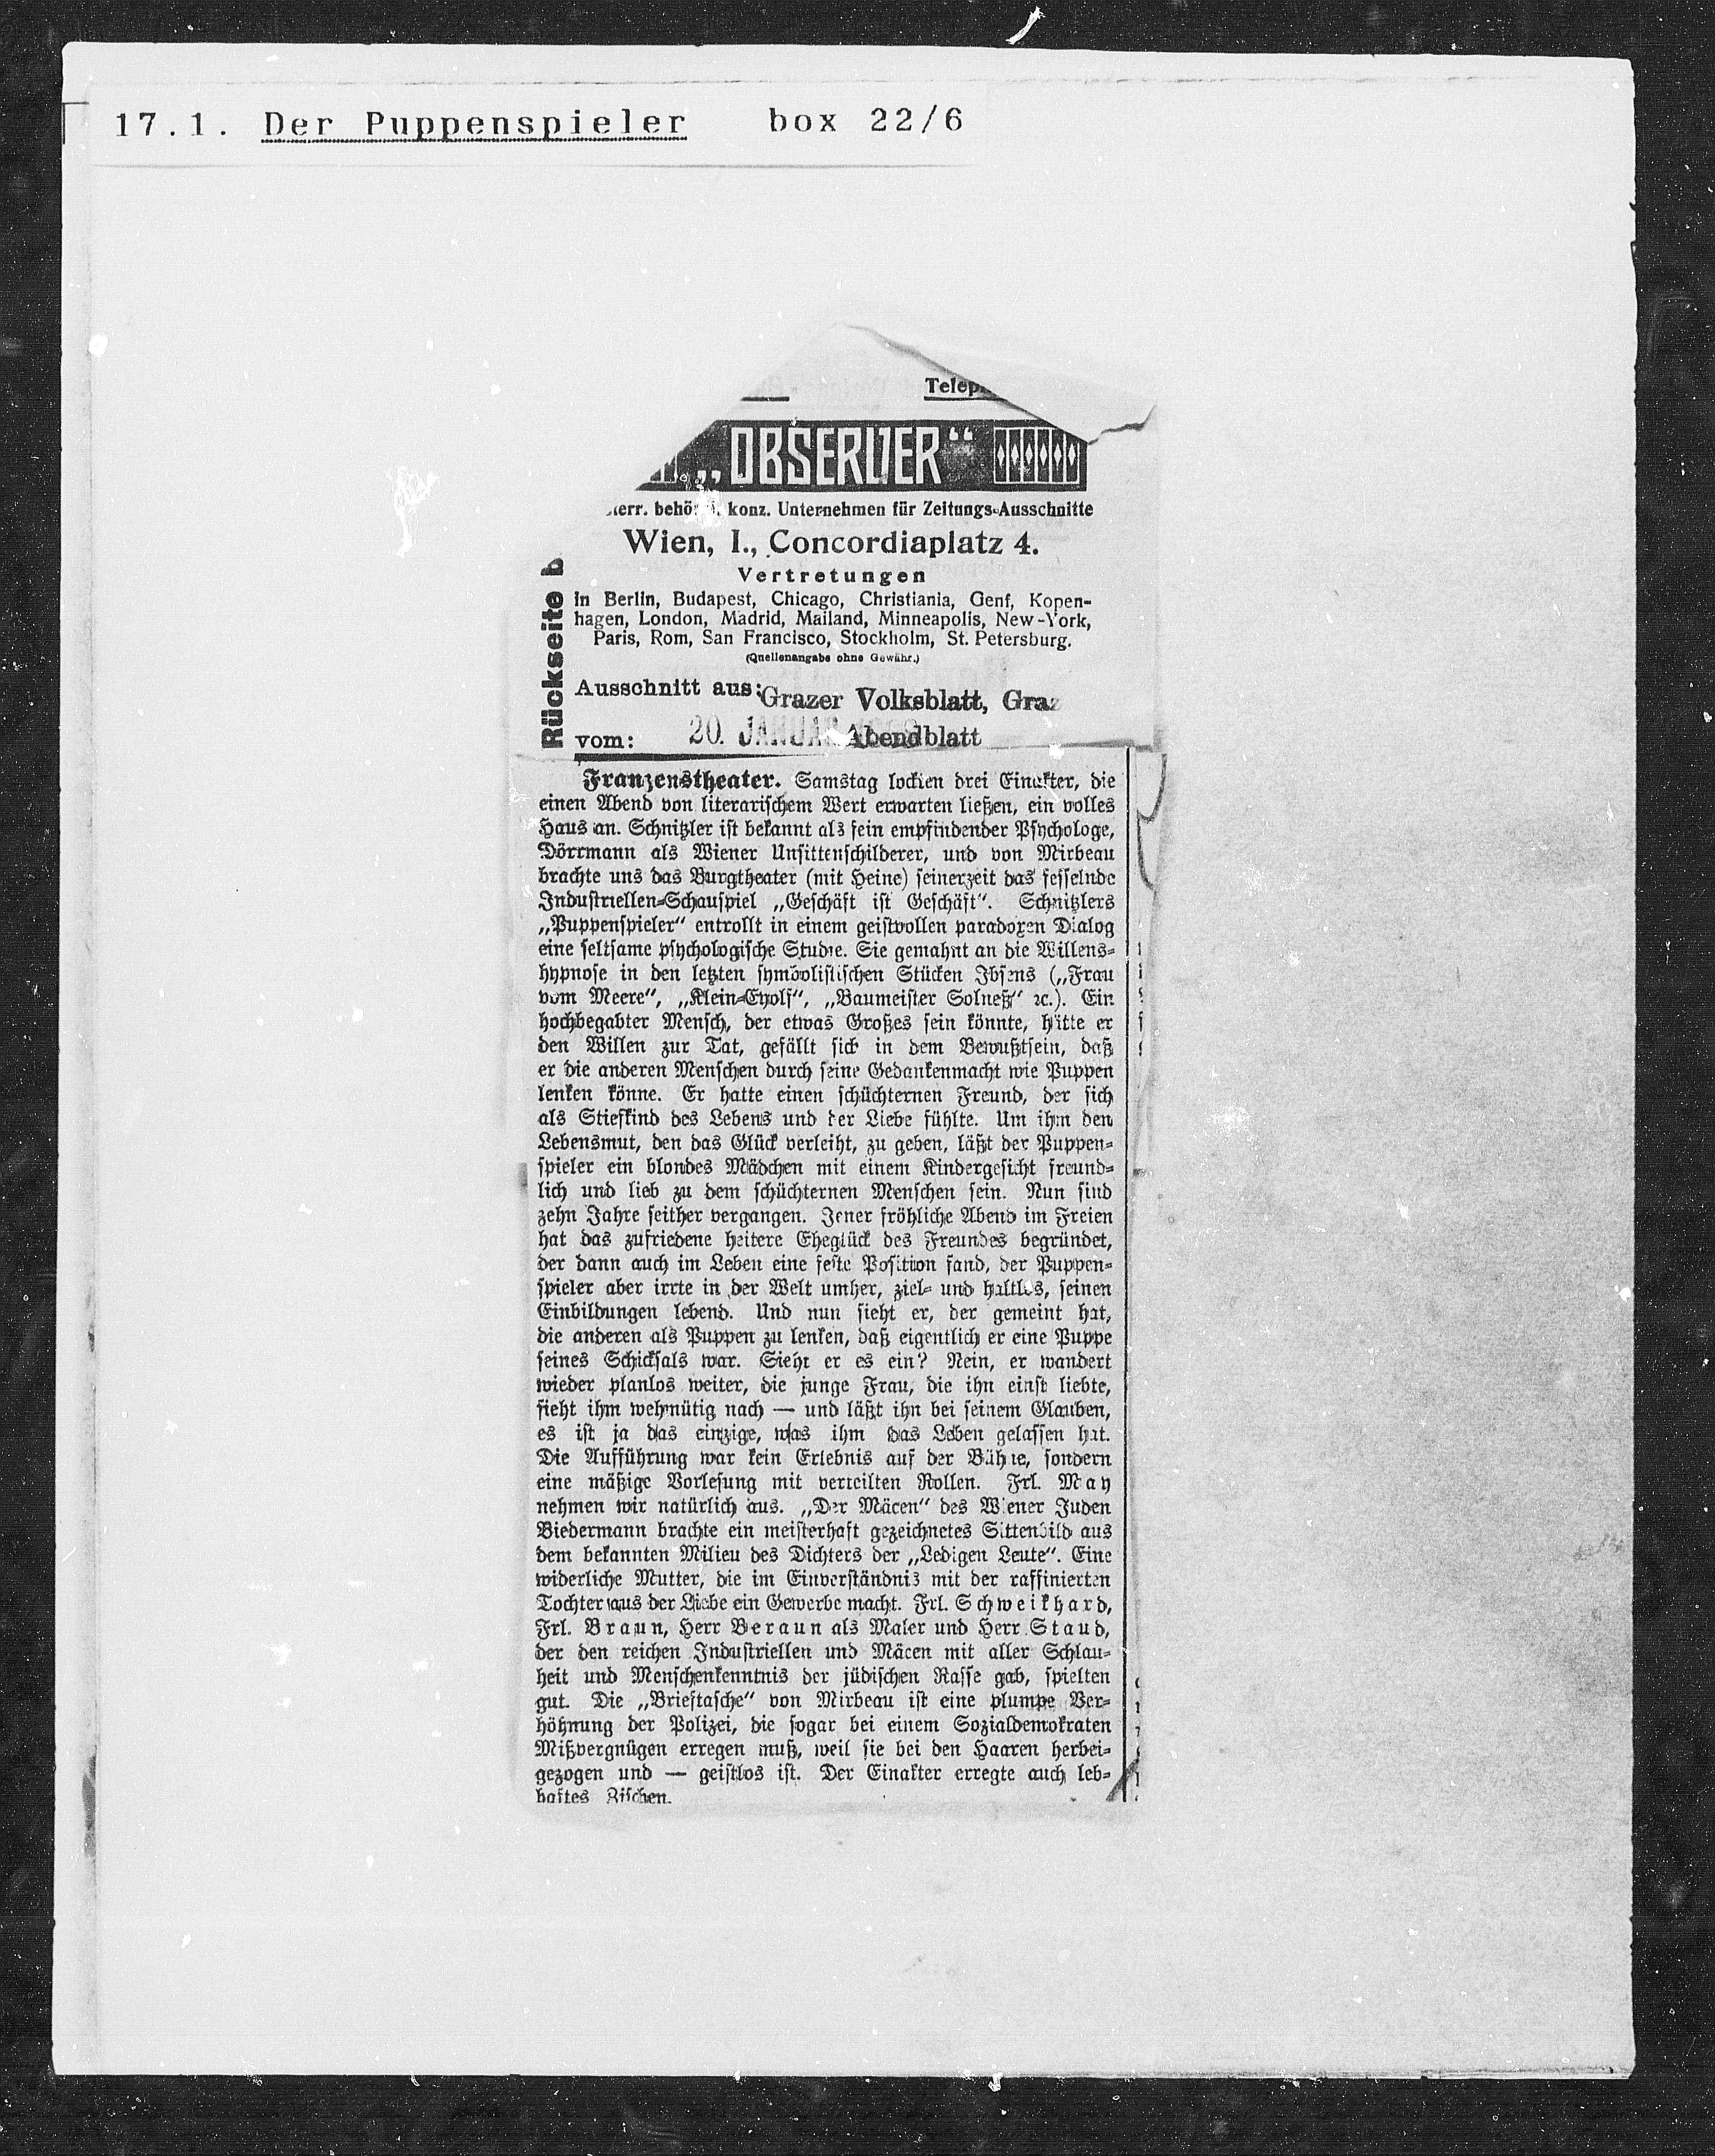 17.1. Der Puppenspieler box 22/6
„OBSERVER“
konz. Unternehmen für Zeitungs-Ausschnitte
Wien, I., Concordiaplatz 4.
Vertretungen
in Berlin, Budapest, Chicago, Christiania, Genf, Kopen-
hagen, London, Madrid, Mailand, Minneapolis, New-York,
Paris, Rom, San Francisco, Stockholm, St. Petersburg.
(Quellenangabe ohne Gewähr.)
Rückseite
Ausschnitt aus: Grazer Volksblatt, Graz
vom: 20. JANUAR Abendblatt
Franzenstheater. Samstag lockten drei Einakter, die
einen Abend von literarischem Wert erwarten ließen, ein volles
Haus an. Schnitzler ist bekannt als fein empfindender Psychologe,
Dörrmann als Wiener Unsittenschilderer, und von Mirbeau
brachte uns das Burgtheater (mit Heine) seinerzeit das fesselnde
Industriellen-Schauspiel „Geschäft ist Geschäft“. Schnitzlers
„Puppenspieler“ entrollt in einem geistvollen paradoxen Dialog
eine seltsame psychologische Studie. Sie gemahnt an die Willens-
hypnose in den letzten symbolistischen Stücken Ibsens („Frau
vom Meere“, „Klein-Eyolf“, „Baumeister Solneß“ ꝛc.). Ein
hochbegabter Mensch, der etwas Großes sein könnte, hätte er
den Willen zur Tat, gefällt sich in dem Bewußtsein, daß
er die anderen Menschen durch seine Gedankenmacht wie Puppen
lenken könne. Er hatte einen schüchternen Freund, der sich
als Stiefkind des Lebens und der Liebe fühlte. Um ihm den
Lebensmut, den das Glück verleiht, zu geben, läßt der Puppen-
spieler ein blondes Mädchen mit einem Kindergesicht freund-
lich und lieb zu dem schüchternen Menschen sein. Nun sind
zehn Jahre seither vergangen. Jener fröhliche Abend im Freien
hat das zufriedene heitere Eheglück des Freundes begründet,
der dann auch im Leben eine feste Position fand, der Puppen-
spieler aber irrte in der Welt umher, ziel- und haltlos, seinen
Einbildungen lebend. Und nun sieht er, der gemeint hat,
die anderen als Puppen zu lenken, daß eigentlich er eine Puppe
seines Schicksals war. Sieht er es ein? Nein, er wandert
wieder planlos weiter, die junge Frau, die ihn einst liebte,
sieht ihm wehmütig nach — und läßt ihn bei seinem Glauben,
es ist ja das einzige, was ihm das Leben gelassen hat.
Die Aufführung war kein Erlebnis auf der Bühne, sondern
eine mäßige Vorlesung mit verteilten Rollen. Frl. May
nehmen wir natürlich aus. „Der Mäcen“ des Wiener Juden
Biedermann brachte ein meisterhaft gezeichnetes Sittenbild aus
dem bekannten Milieu des Dichters der „Ledigen Leute“. Eine
widerliche Mutter, die im Einverständnis mit der raffinierten
Tochter aus der Liebe ein Gewerbe macht. Frl. Schweikhard,
Frl. Braun, Herr Beraun als Maler und Herr Staud,
der den reichen Industriellen und Mäcen mit aller Schlau-
heit und Menschenkenntnis der jüdischen Rasse gab, spielten
gut. Die „Brieftasche“ von Mirbeau ist eine plumpe Ver-
höhnung der Polizei, die sogar bei einem Sozialdemokraten
Mißvergnügen erregen muß, weil sie bei den Haaren herbei-
gezogen und — geistlos ist. Der Einakter erregte auch leb-
haftes Zischen.